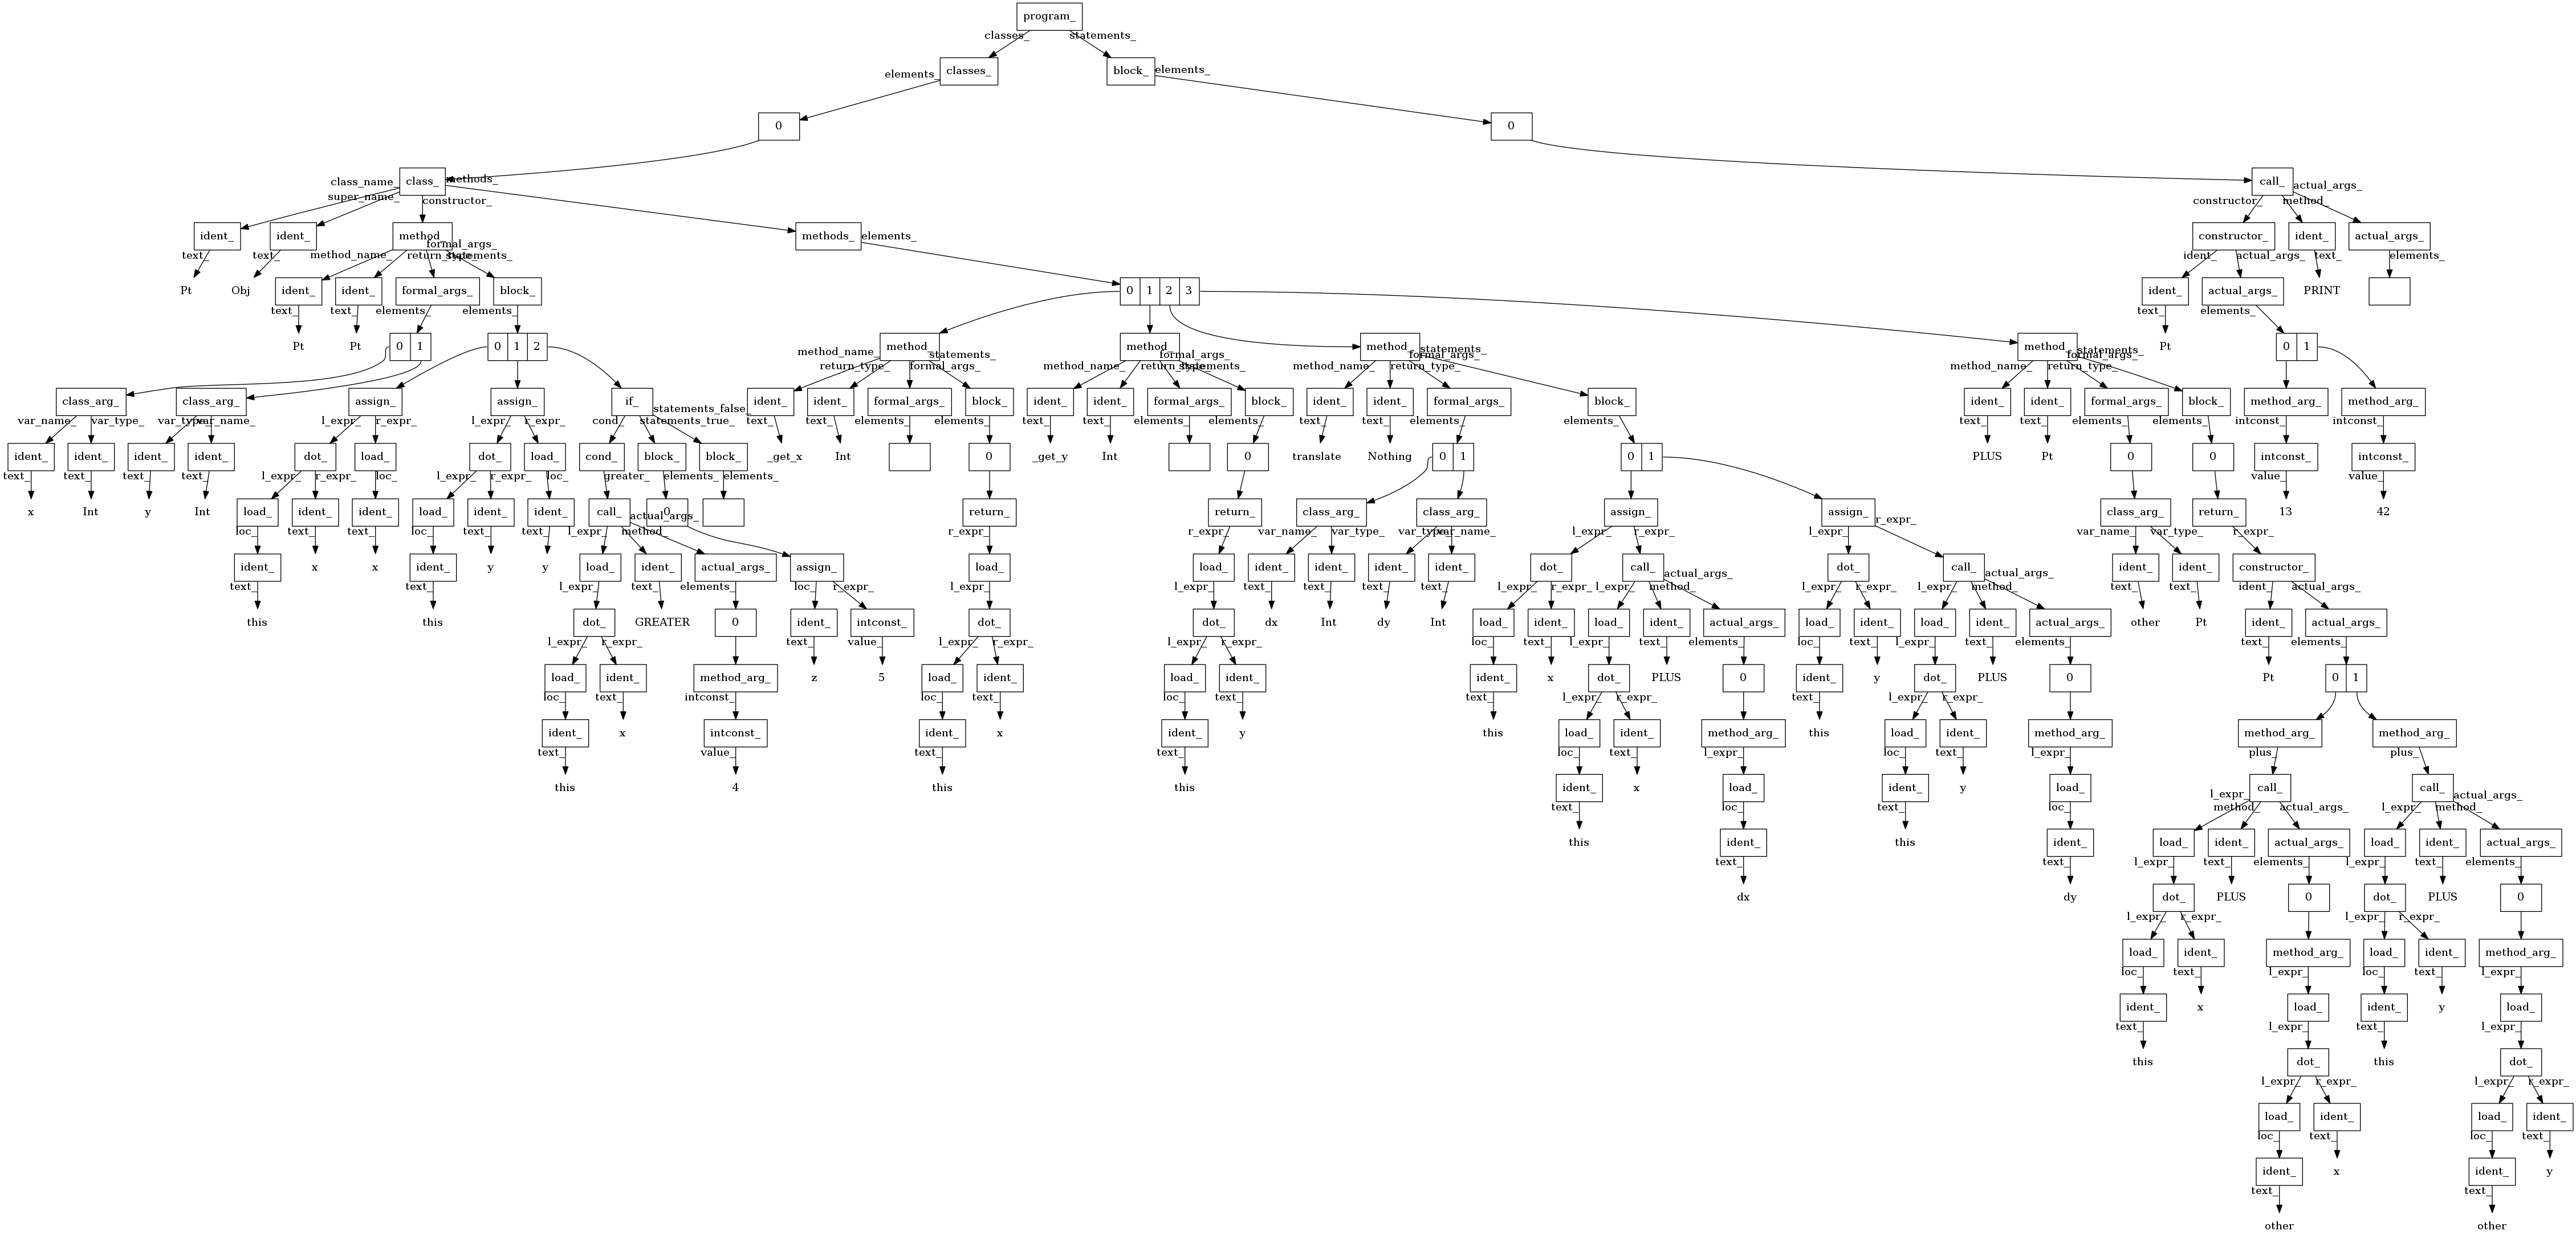 program_
classes_ statements_
classes_ block_
elements_ elements_
0 0
class_ call_
class_name_ super_name_ constructor_ methods_ constructor_ method_ actual_args_
ident_ ident_ method_ methods_ constructor_ ident_ actual_args_
text_ text_ method_name_ return_type_ formal_args_ statements_ elements_ ident_ actual_args_ text_ elements_
Pt Obj ident_ ident_ formal_args_ block_ 0 1 2 3 ident_ actual_args_ PRINT
text_ text_ elements_ elements_ text_ elements_
Pt Pt 0 1 0 1 2 method_ method_ method_ method_ Pt 0 1
method_name_ return_type_ formal_args_ statements_ method_name_ return_type_ formal_args_ statements_ method_name_ return_type_ formal_args_ statements_ method_name_ return_type_ formal_args_ statements_
class_arg_ class_arg_ assign_ assign_ if_ ident_ ident_ formal_args_ block_ ident_ ident_ formal_args_ block_ ident_ ident_ formal_args_ block_ ident_ ident_ formal_args_ block_ method_arg_ method_arg_
var_name_ var_type_ var_type_ var_name_ l_expr_ r_expr_ l_expr_ r_expr_ cond_ statements_true_ statements_false_ text_ text_ elements_ elements_ text_ text_ elements_ elements_ text_ text_ elements_ elements_ text_ text_ elements_ elements_ intconst_ intconst_
ident_ ident_ ident_ ident_ dot_ load_ dot_ load_ cond_ block_ block_ _get_x Int 0 _get_y Int 0 translate Nothing 0 1 0 1 PLUS Pt 0 0 intconst_ intconst_
text_ text_ text_ text_ l_expr_ r_expr_ loc_ l_expr_ r_expr_ loc_ greater_ elements_ elements_ value_ value_
x Int y Int load_ ident_ ident_ load_ ident_ ident_ call_ 0 return_ return_ class_arg_ class_arg_ assign_ assign_ class_arg_ return_ 13 42
loc_ text_ text_ loc_ text_ text_ l_expr_ method_ actual_args_ r_expr_ r_expr_ var_name_ var_type_ var_type_ var_name_ l_expr_ r_expr_ l_expr_ r_expr_ var_name_ var_type_ r_expr_
ident_ x x ident_ y y load_ ident_ actual_args_ assign_ load_ load_ ident_ ident_ ident_ ident_ dot_ call_ dot_ call_ ident_ ident_ constructor_
text_ text_ l_expr_ text_ elements_ loc_ r_expr_ l_expr_ l_expr_ text_ text_ text_ text_ l_expr_ r_expr_ l_expr_ method_ actual_args_ l_expr_ r_expr_ l_expr_ method_ actual_args_ text_ text_ ident_ actual_args_
this this dot_ GREATER 0 ident_ intconst_ dot_ dot_ dx Int dy Int load_ ident_ load_ ident_ actual_args_ load_ ident_ load_ ident_ actual_args_ other Pt ident_ actual_args_
l_expr_ r_expr_ text_ value_ l_expr_ r_expr_ l_expr_ r_expr_ loc_ text_ l_expr_ text_ elements_ loc_ text_ l_expr_ text_ elements_ text_ elements_
load_ ident_ method_arg_ z 5 load_ ident_ load_ ident_ ident_ x dot_ PLUS 0 ident_ y dot_ PLUS 0 Pt 0 1
loc_ text_ intconst_ loc_ text_ loc_ text_ text_ l_expr_ r_expr_ text_ l_expr_ r_expr_
ident_ x intconst_ ident_ x ident_ y this load_ ident_ method_arg_ this load_ ident_ method_arg_ method_arg_ method_arg_
text_ value_ text_ text_ loc_ text_ l_expr_ loc_ text_ l_expr_ plus_ plus_
this 4 this this ident_ x load_ ident_ y load_ call_ call_
text_ loc_ text_ loc_ l_expr_ method_ actual_args_ l_expr_ method_ actual_args_
this ident_ this ident_ load_ ident_ actual_args_ load_ ident_ actual_args_
text_ text_ l_expr_ text_ elements_ l_expr_ text_ elements_
dx dy dot_ PLUS 0 dot_ PLUS 0
l_expr_ r_expr_ l_expr_ r_expr_
load_ ident_ method_arg_ load_ ident_ method_arg_
loc_ text_ l_expr_ loc_ text_ l_expr_
ident_ x load_ ident_ y load_
text_ l_expr_ text_ l_expr_
this dot_ this dot_
l_expr_ r_expr_ l_expr_ r_expr_
load_ ident_ load_ ident_
loc_ text_ loc_ text_
ident_ x ident_ y
text_ text_
other other